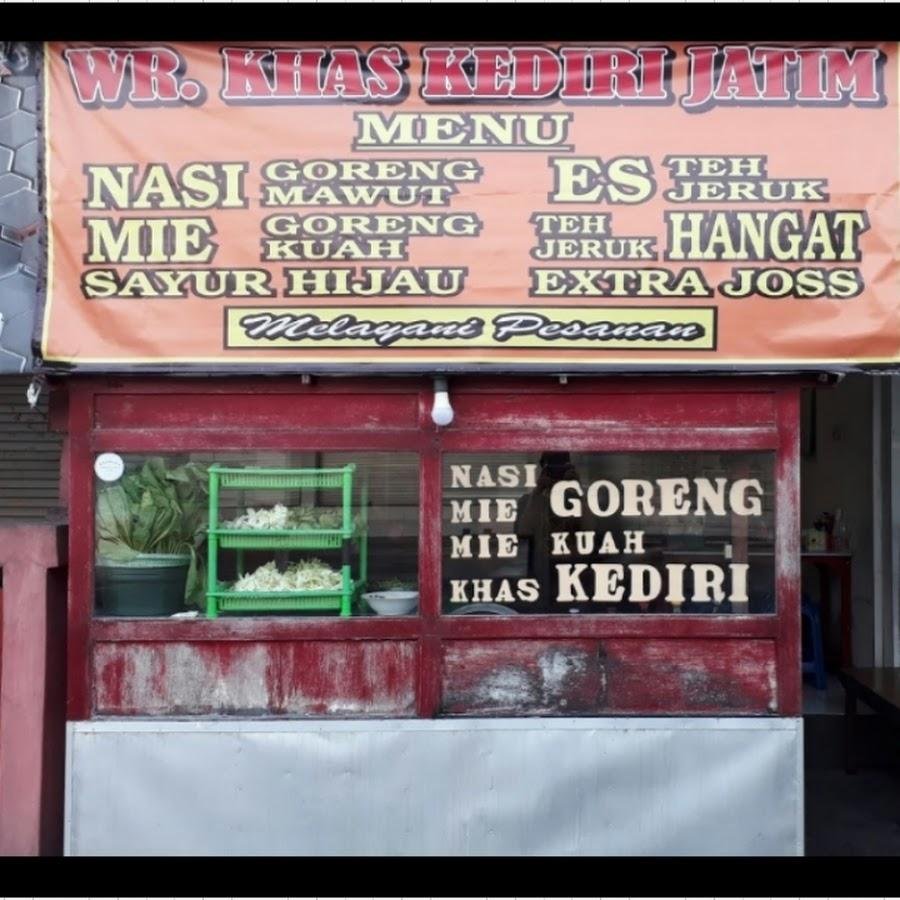 WR. KHAS KEDIRI JATIM
MENU
NASI GORENG MAWUT
MIE GORENG KUAH
SAYUR HIJAU
ES TEH JERUK
TEH JERUK HANGAT
EXTRA JOSS
Melayani Pesanan
NASI
MIE GORENG
MIE KUAH
KHAS KEDIRI